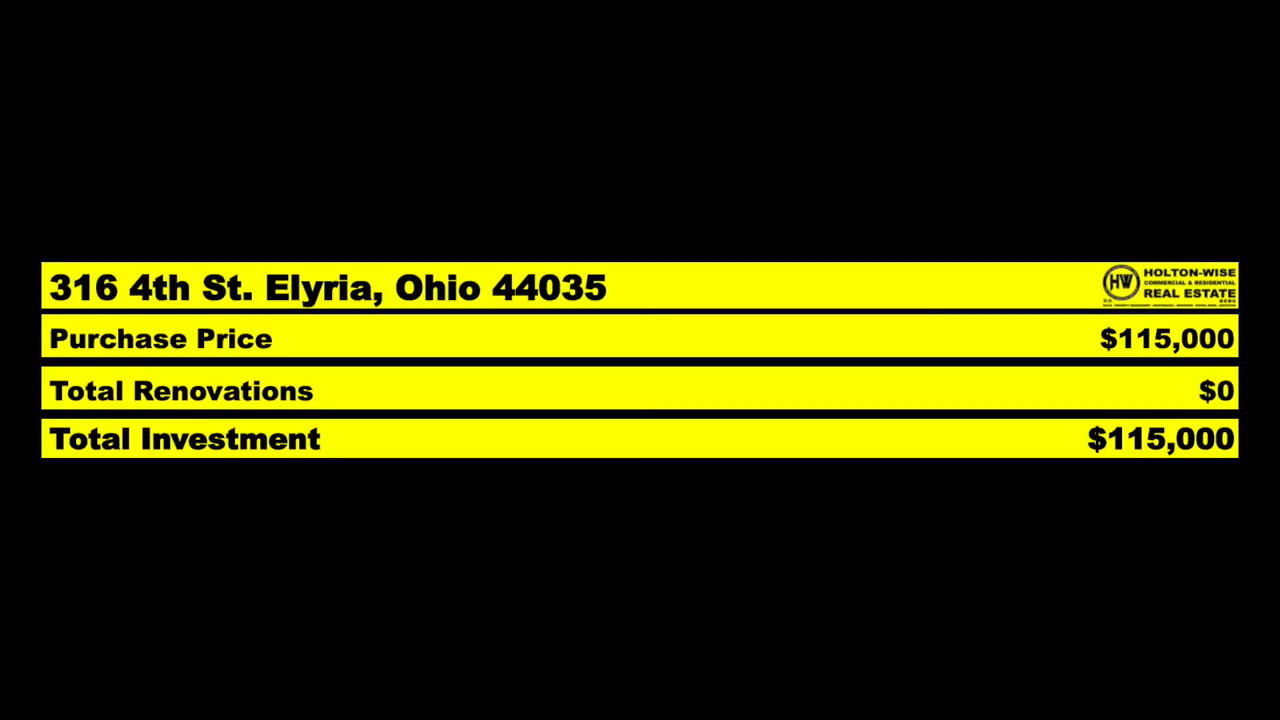 316 4th St. Elyria, Ohio 44035
HW
HOLTON-WISE
COMMERCIAL & RESIDENTIAL
REAL ESTATE
Purchase Price $115,000
Total Renovations $0
Total Investment $115,000